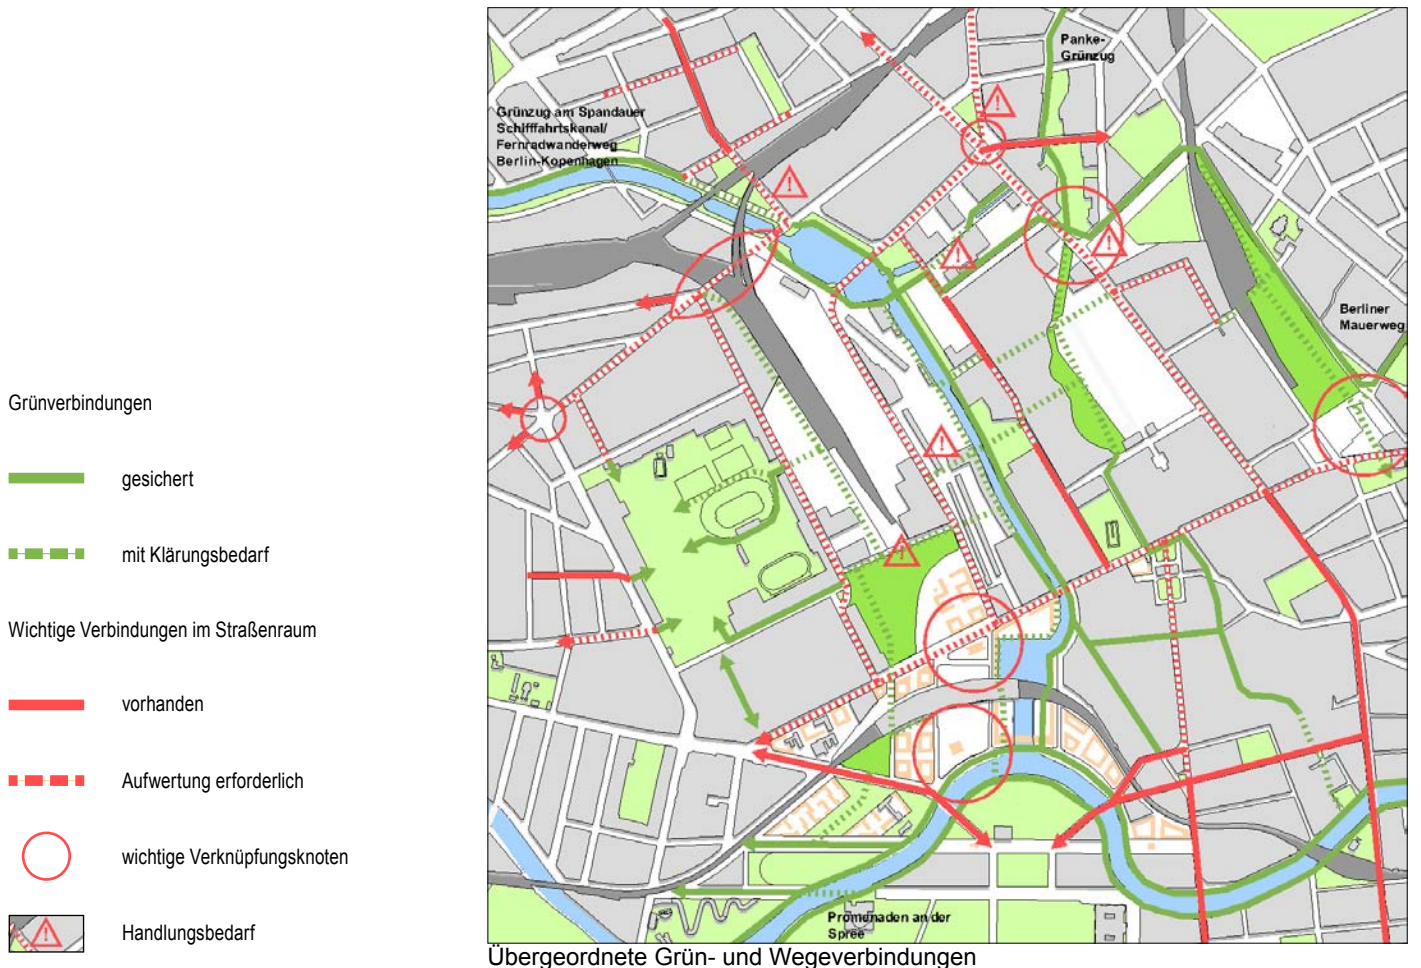 Grünverbindungen
gesichert
mit Klärungsbedarf
Wichtige Verbindungen im Straßenraum
vorhanden
Aufwertung erforderlich
wichtige Verknüpfungsknoten
Handlungsbedarf
Panke-
Grünzug
Grünzug am Spandauer
Schifffahrtskanal/
Fernradwanderweg
Berlin-Kopenhagen
Berliner
Mauerweg
Promenaden an der
Spree
Übergeordnete Grün- und Wegeverbindungen